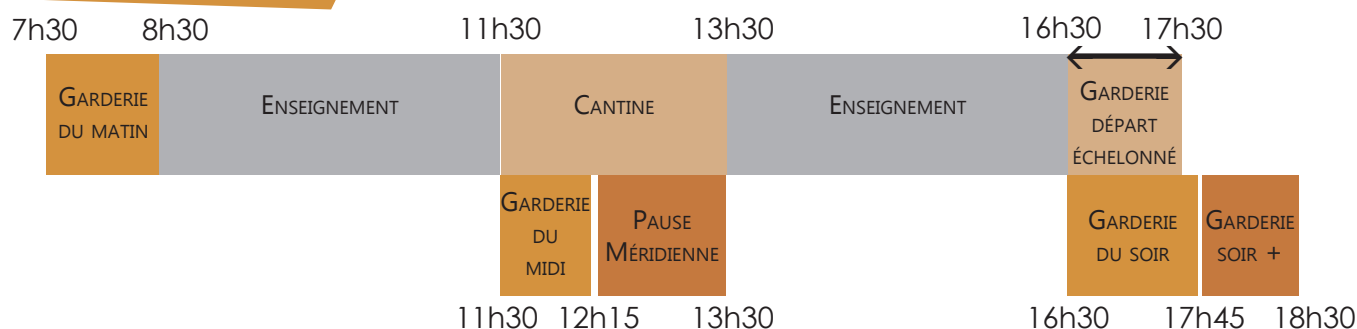 7h30 8h30 11h30 13h30 16h30 17h30
Garderie
du matin
Enseignement
Cantine
Enseignement
Garderie
départ
échelonné
Garderie
du
midi
Pause
Méridienne
Garderie
du soir
Garderie
soir +
11h30 12h15 13h30 16h30 17h45 18h30